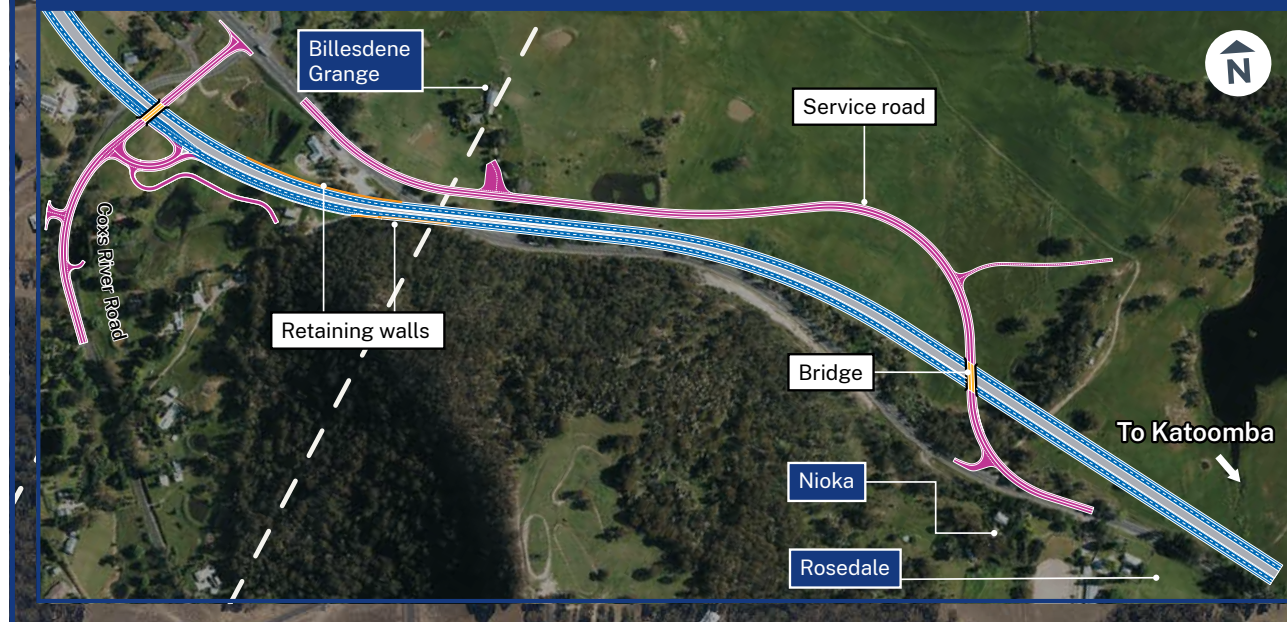 Billesdene
Grange
N
Service road
Coxs River Road
Retaining walls
Bridge
To Katoomba
Nioka
Rosedale